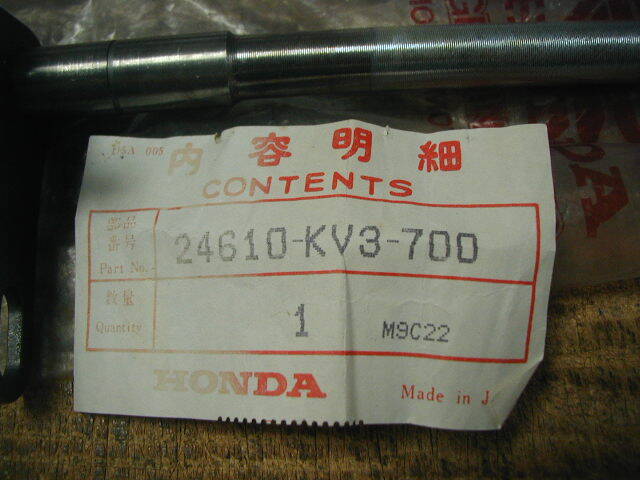 005
内容明細
CONTENTS
部品
番号
Part No.
24610-KV3-700
数量
Quantity
1
M9C22
HONDA
Made in J